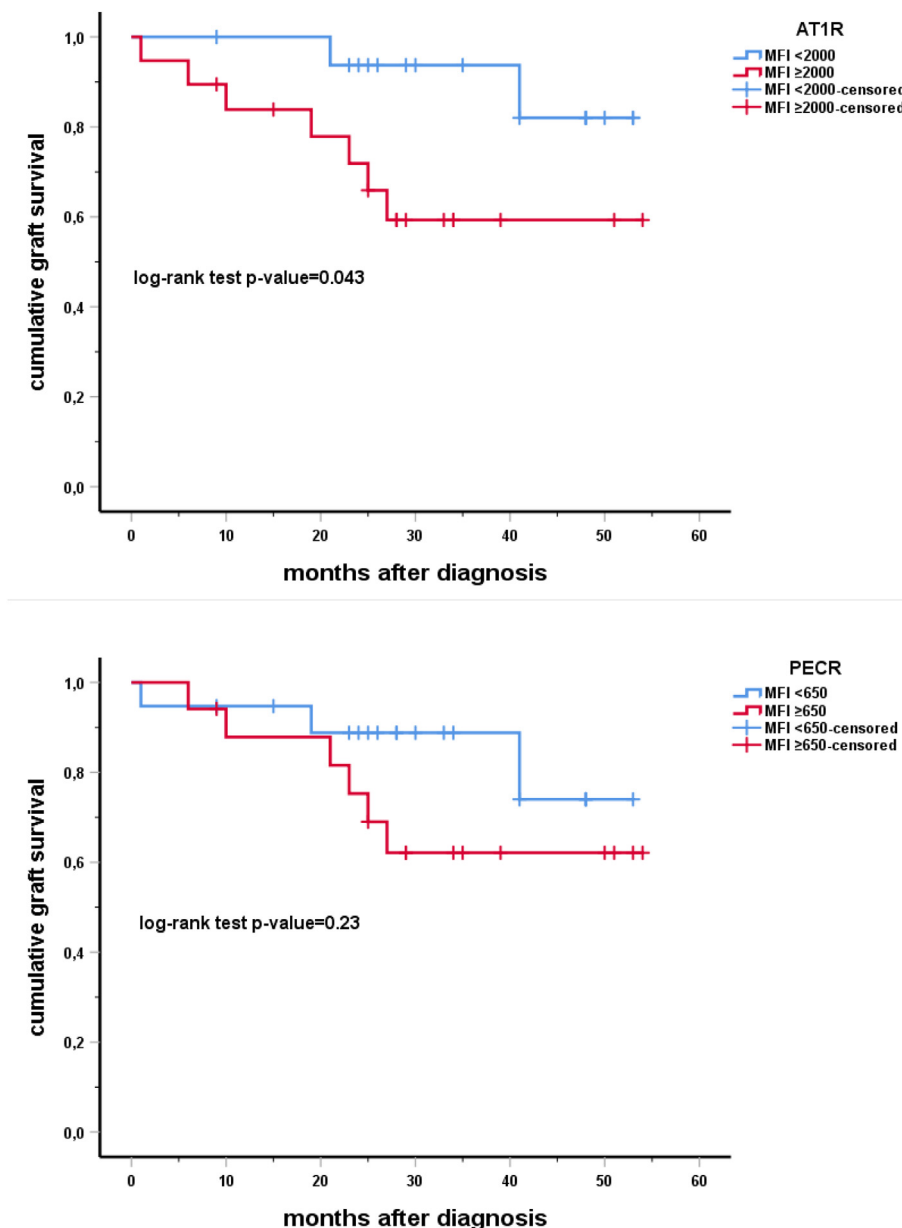 AT1R
MFI <2000
MFI ≥2000
MFI <2000-censored
MFI ≥2000-censored
1,0
0,8
0,6
0,4
0,2
0,0
cumulative graft survival
log-rank test p-value=0.043
0 10 20 30 40 50 60
months after diagnosis
PECR
MFI <650
MFI ≥650
MFI <650-censored
MFI ≥650-censored
1,0
0,8
0,6
0,4
0,2
0,0
cumulative graft survival
log-rank test p-value=0.23
0 10 20 30 40 50 60
months after diagnosis